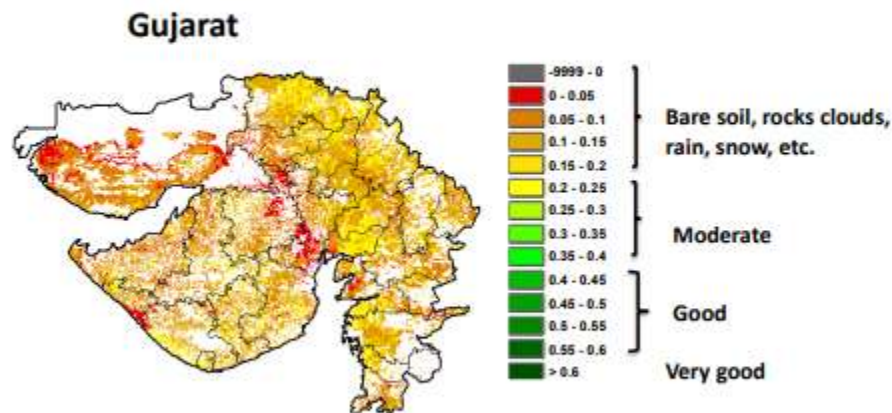 Gujarat
-9999 - 0
0 - 0.05
0.05 - 0.1
0.1 - 0.15
0.15 - 0.2
0.2 - 0.25
0.25 - 0.3
0.3 - 0.35
0.35 - 0.4
0.4 - 0.45
0.45 - 0.5
0.5 - 0.55
0.55 - 0.6
> 0.6
Bare soil, rocks clouds,
rain, snow, etc.
Moderate
Good
Very good